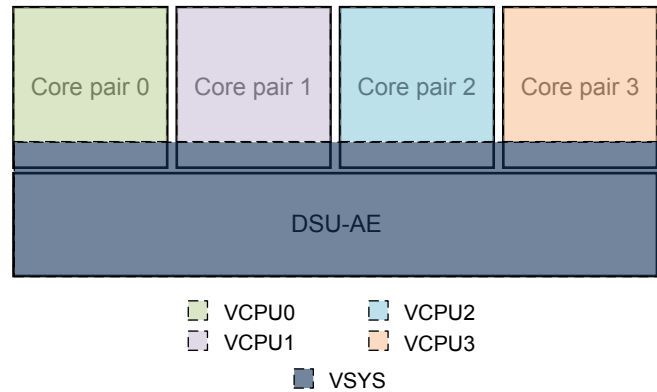 Core pair 0 Core pair 1 Core pair 2 Core pair 3
DSU-AE
VCPU0 VCPU2
VCPU1 VCPU3
VSYS